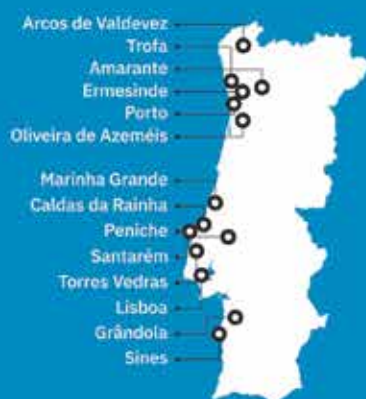 Arcos de Valdevez
Trofa
Amarante
Ermesinde
Porto
Oliveira de Azeméis
Marinha Grande
Caldas da Rainha
Peniche
Santarém
Torres Vedras
Lisboa
Grândola
Sines